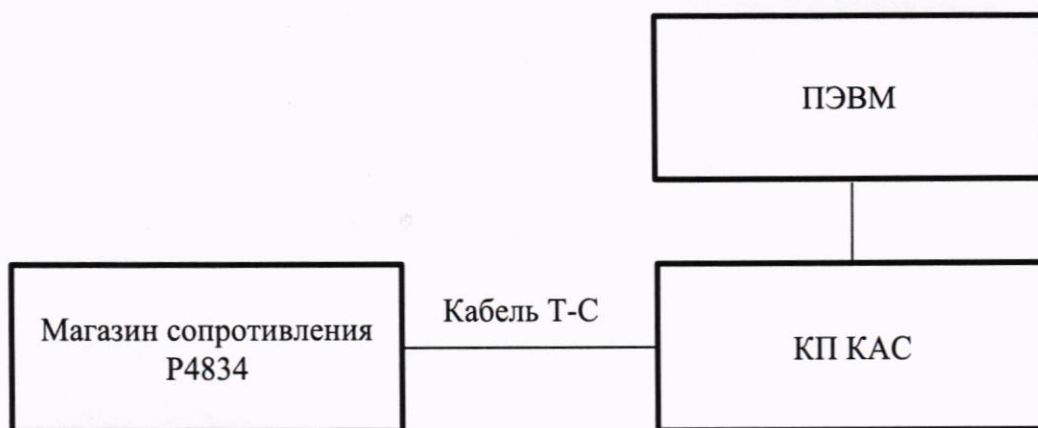 ПЭВМ
Магазин сопротивления
Р4834
Кабель Т-С
КП КАС